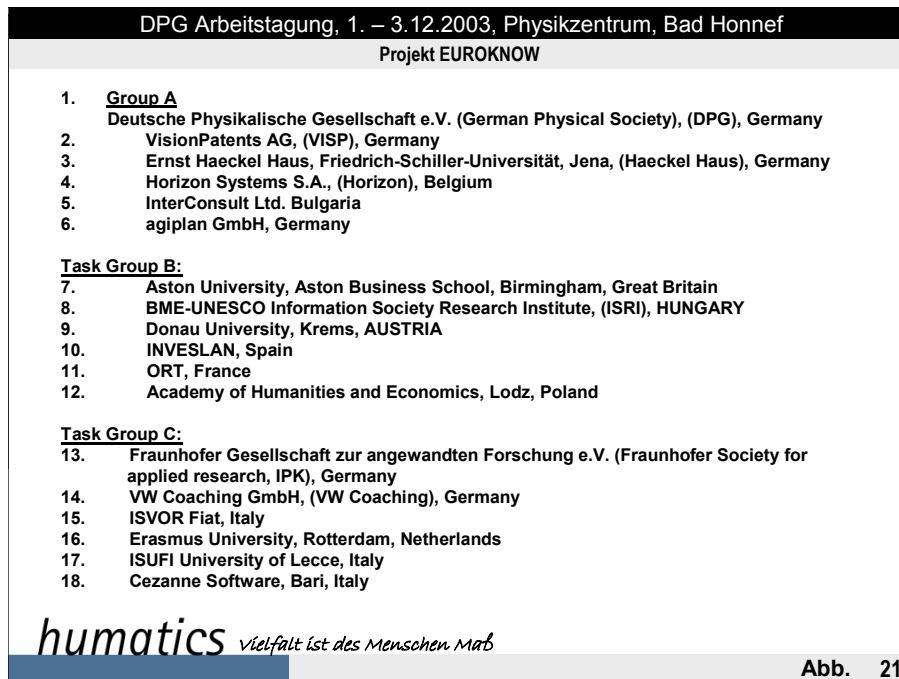 DPG Arbeitstagung, 1. – 3.12.2003, Physikzentrum, Bad Honnef
Projekt EUROKNOW
1. Group A
Deutsche Physikalische Gesellschaft e.V. (German Physical Society), (DPG), Germany
2. VisionPatents AG, (VISP), Germany
3. Ernst Haeckel Haus, Friedrich-Schiller-Universität, Jena, (Haeckel Haus), Germany
4. Horizon Systems S.A., (Horizon), Belgium
5. InterConsult Ltd. Bulgaria
6. agiplan GmbH, Germany
Task Group B:
7. Aston University, Aston Business School, Birmingham, Great Britain
8. BME-UNESCO Information Society Research Institute, (ISRI), HUNGARY
9. Donau University, Krems, AUSTRIA
10. INVESLAN, Spain
11. ORT, France
12. Academy of Humanities and Economics, Lodz, Poland
Task Group C:
13. Fraunhofer Gesellschaft zur angewandten Forschung e.V. (Fraunhofer Society for
applied research, IPK), Germany
14. VW Coaching GmbH, (VW Coaching), Germany
15. ISVOR Fiat, Italy
16. Erasmus University, Rotterdam, Netherlands
17. ISUFI University of Lecce, Italy
18. Cezanne Software, Bari, Italy
humatics Vielfalt ist des Menschen Maß
Abb. 21